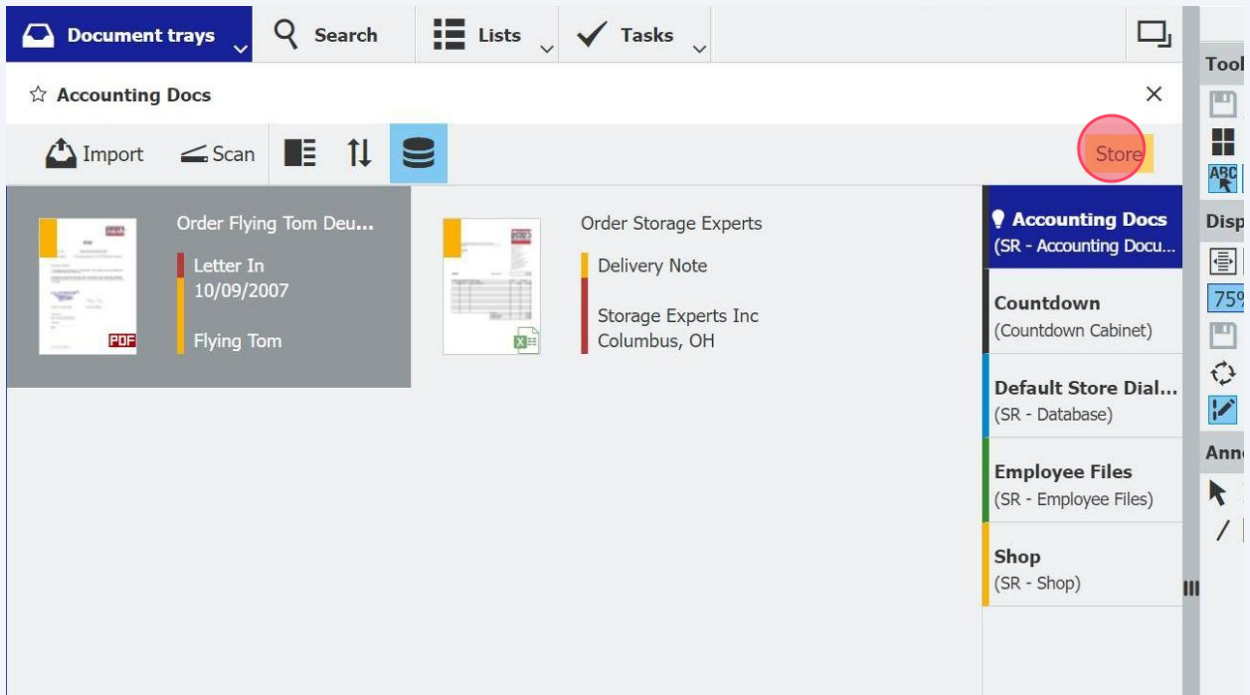 Document trays
Search
Lists
Tasks
Accounting Docs
Import
Scan
Store
Order Flying Tom Deu...
Letter In
10/09/2007
Flying Tom
PDF
Order Storage Experts
Delivery Note
Storage Experts Inc
Columbus, OH
Accounting Docs
(SR - Accounting Docu...
Countdown
(Countdown Cabinet)
Default Store Dial...
(SR - Database)
Employee Files
(SR - Employee Files)
Shop
(SR - Shop)
Tool
ABC
Disp
75%
Ann